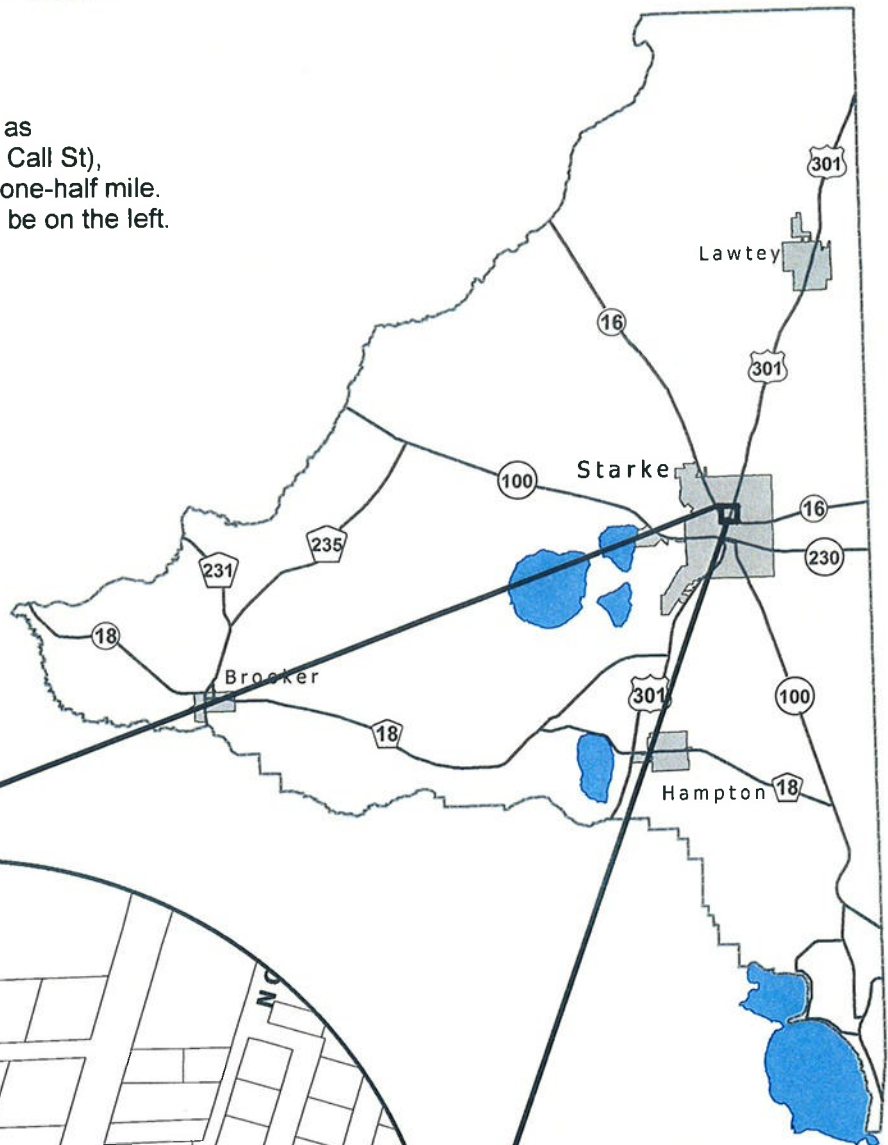 as
Call St),
one-half mile.
be on the left.
301
Lawtey
16
301
Starke
100
16
235
230
231
18
Brooker
301
100
18
Hampton
18
NO